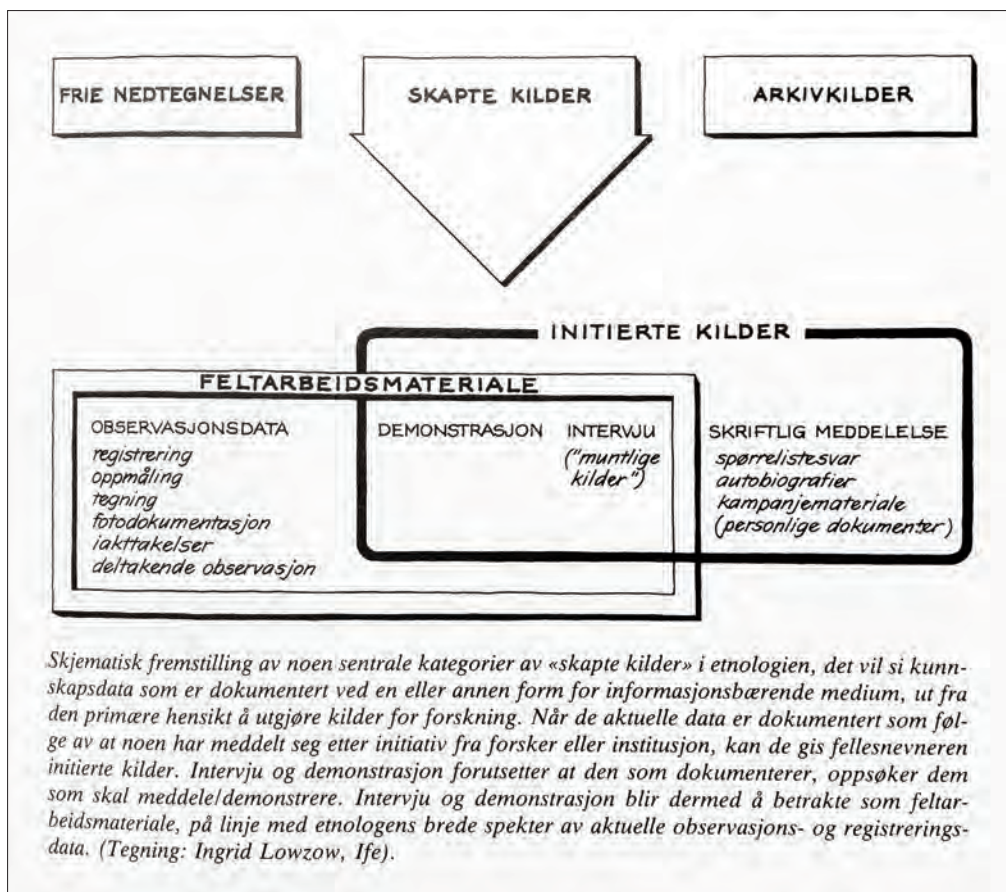 FRIE NEDTEGNELSER
SKAPTE KILDER
ARKIVKILDER
INITIERTE KILDER
FELTARBEIDSMATERIALE
OBSERVASJONSDATA
registrering
oppmåling
tegning
fotodokumentasjon
iakttakelser
deltakende observasjon
DEMONSTRASJON
INTERVJU
("muntlige
kilder")
SKRIFTLIG MEDDELELSE
spørrelistesvar
autobiografier
kampanjemateriale
(personlige dokumenter)
Skjematisk fremstilling av noen sentrale kategorier av «skapte kilder» i etnologien, det vil si kunn-
skapsdata som er dokumentert ved en eller annen form for informasjonsbærende medium, ut fra
den primære hensikt å utgjøre kilder for forskning. Når de aktuelle data er dokumentert som føl-
ge av at noen har meddelt seg etter initiativ fra forsker eller institusjon, kan de gis fellesnevneren
initierte kilder. Intervju og demonstrasjon forutsetter at den som dokumenterer, oppsøker dem
som skal meddele/demonstrere. Intervju og demonstrasjon blir dermed å betrakte som feltar-
beidsmateriale, på linje med etnologens brede spekter av aktuelle observasjons- og registrerings-
data. (Tegning: Ingrid Lowzow, Ife).